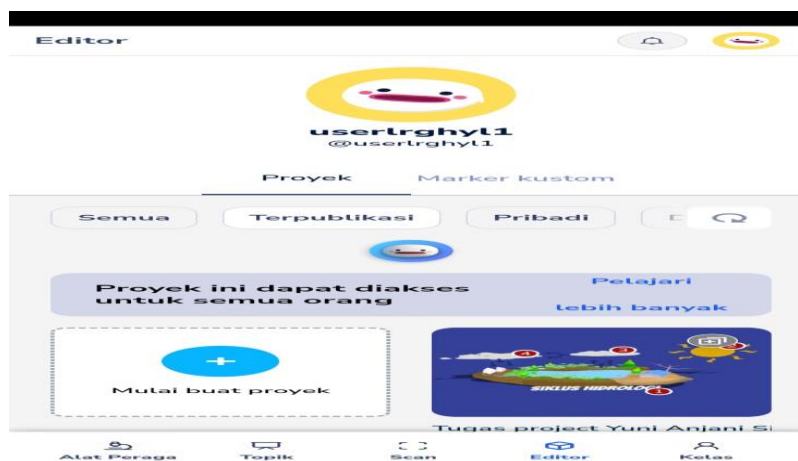 Editor
userlrghyl1
@userlrghyl1
Proyek Marker kustom
Semua Terpublikasi Pribadi
Proyek ini dapat diakses
untuk semua orang
Pelajari
lebih banyak
Mulai buat proyek
SIKLUS HIDROLOGI
Tugas project Yuni Anjani
Alat Peraga Topik Scan Editor Kelas